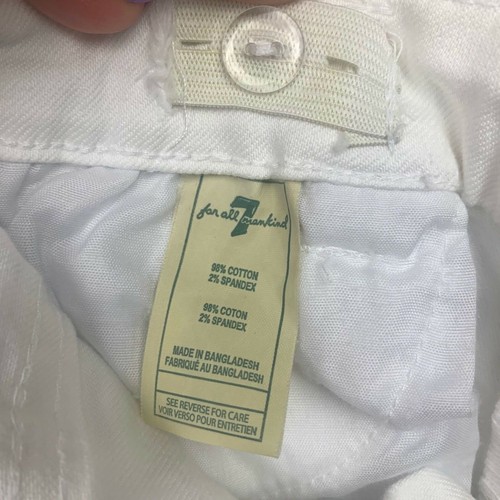 7
for all mankind
98% COTTON
2% SPANDEX
98% COTON
2% SPANDEX
MADE IN BANGLADESH
FABRIQUÉ AU BANGLADESH
SEE REVERSE FOR CARE
VOIR VERSO POUR ENTRETIEN